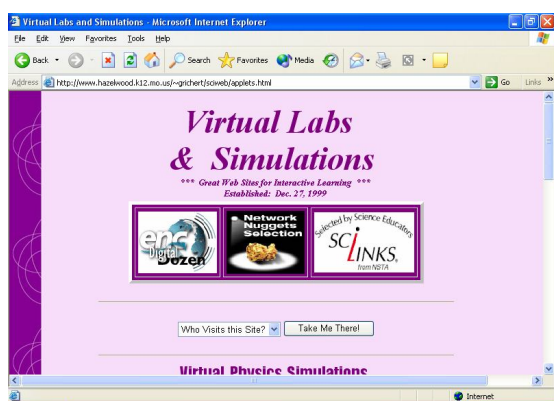 Virtual Labs and Simulations - Microsoft Internet Explorer
File Edit View Favorites Tools Help
Back Search Favorites Media
Address http://www.hazelwood.k12.mo.us/~grichert/sciweb/applets.html Go Links »
Virtual Labs
& Simulations
*** Great Web Sites for Interactive Learning ***
Established: Dec. 27, 1999
enc
Digital
Dozen
Network
Nuggets
Selection
Selected by Science Educators
SCiLINKS®
from NSTA
Who Visits this Site? Take Me There!
Virtual Physics Simulations
Internet